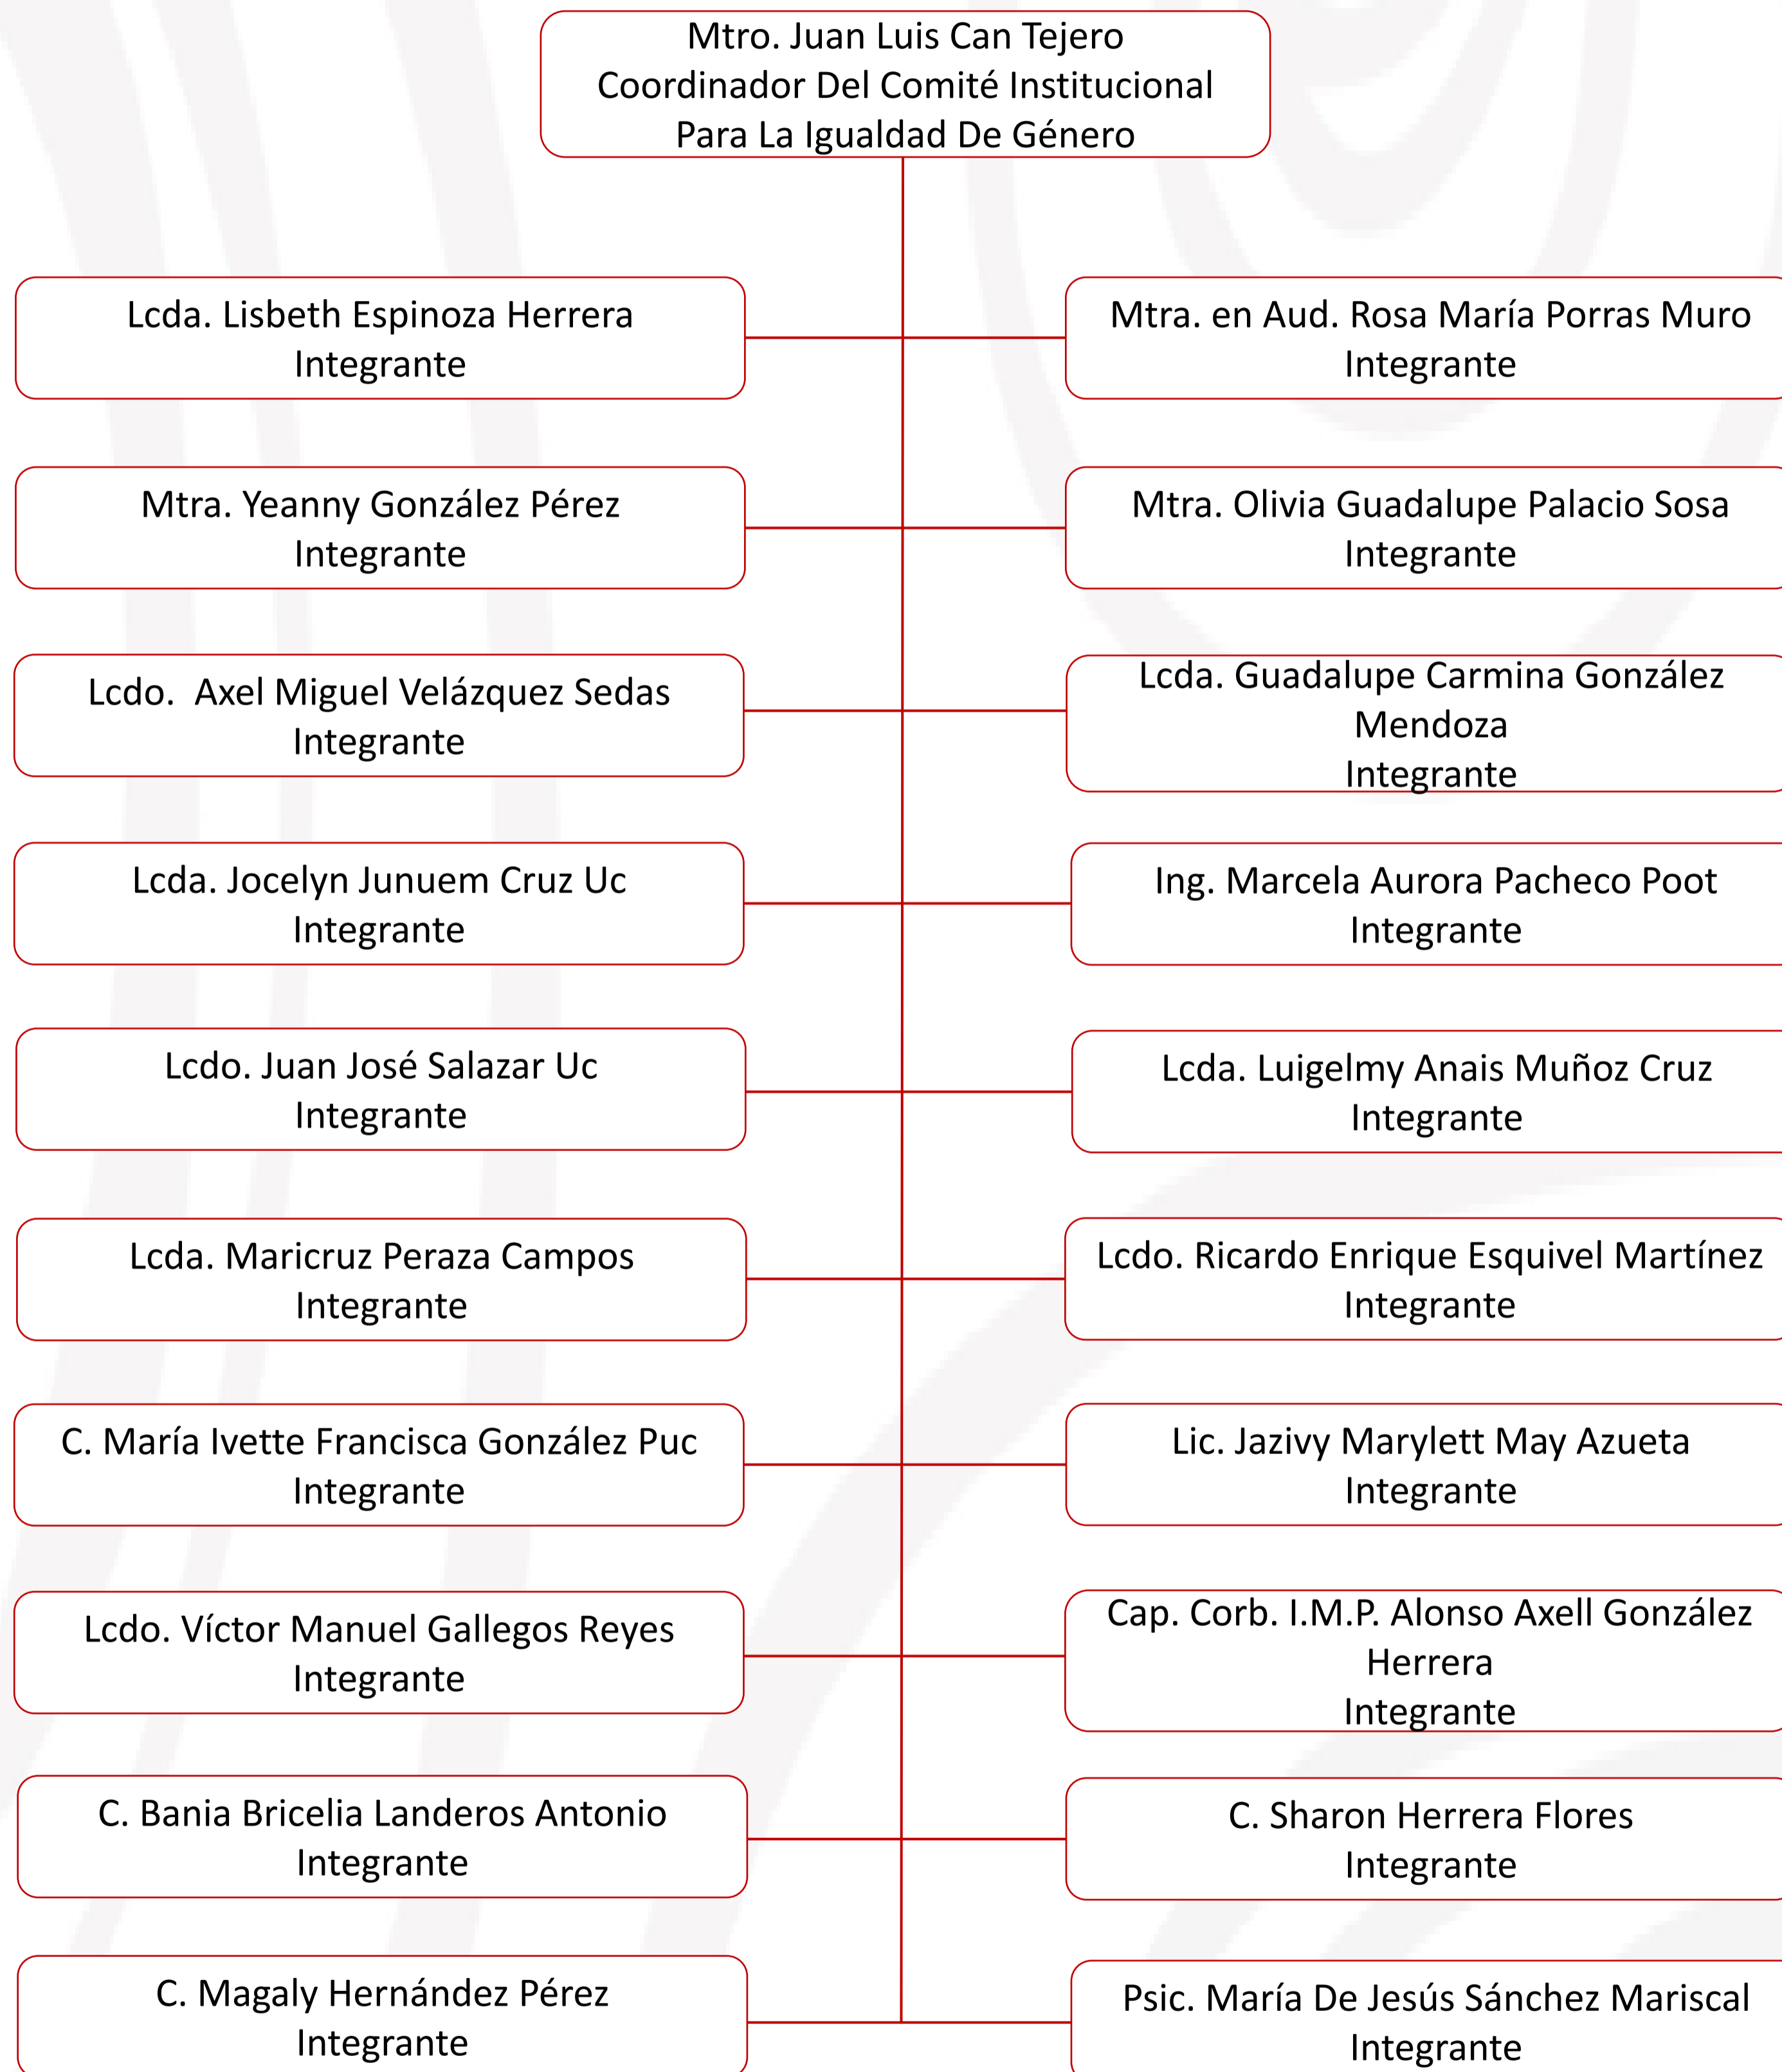 Mtro. Juan Luis Can Tejero
Coordinador Del Comité Institucional
Para La Igualdad De Género
Lcda. Lisbeth Espinoza Herrera
Integrante
Mtra. en Aud. Rosa María Porras Muro
Integrante
Mtra. Yeanny González Pérez
Integrante
Mtra. Olivia Guadalupe Palacio Sosa
Integrante
Lcdo.  Axel Miguel Velázquez Sedas
Integrante
Lcda. Guadalupe Carmina González
Mendoza
Integrante
Lcda. Jocelyn Junuem Cruz Uc
Integrante
Ing. Marcela Aurora Pacheco Poot
Integrante
Lcdo. Juan José Salazar Uc
Integrante
Lcda. Luigelmy Anais Muñoz Cruz
Integrante
Lcda. Maricruz Peraza Campos
Integrante
Lcdo. Ricardo Enrique Esquivel Martínez
Integrante
C. María Ivette Francisca González Puc
Integrante
Lic. Jazivy Marylett May Azueta
Integrante
Lcdo. Víctor Manuel Gallegos Reyes
Integrante
Cap. Corb. I.M.P. Alonso Axell González
Herrera
Integrante
C. Bania Bricelia Landeros Antonio
Integrante
C. Sharon Herrera Flores
Integrante
C. Magaly Hernández Pérez
Integrante
Psic. María De Jesús Sánchez Mariscal
Integrante